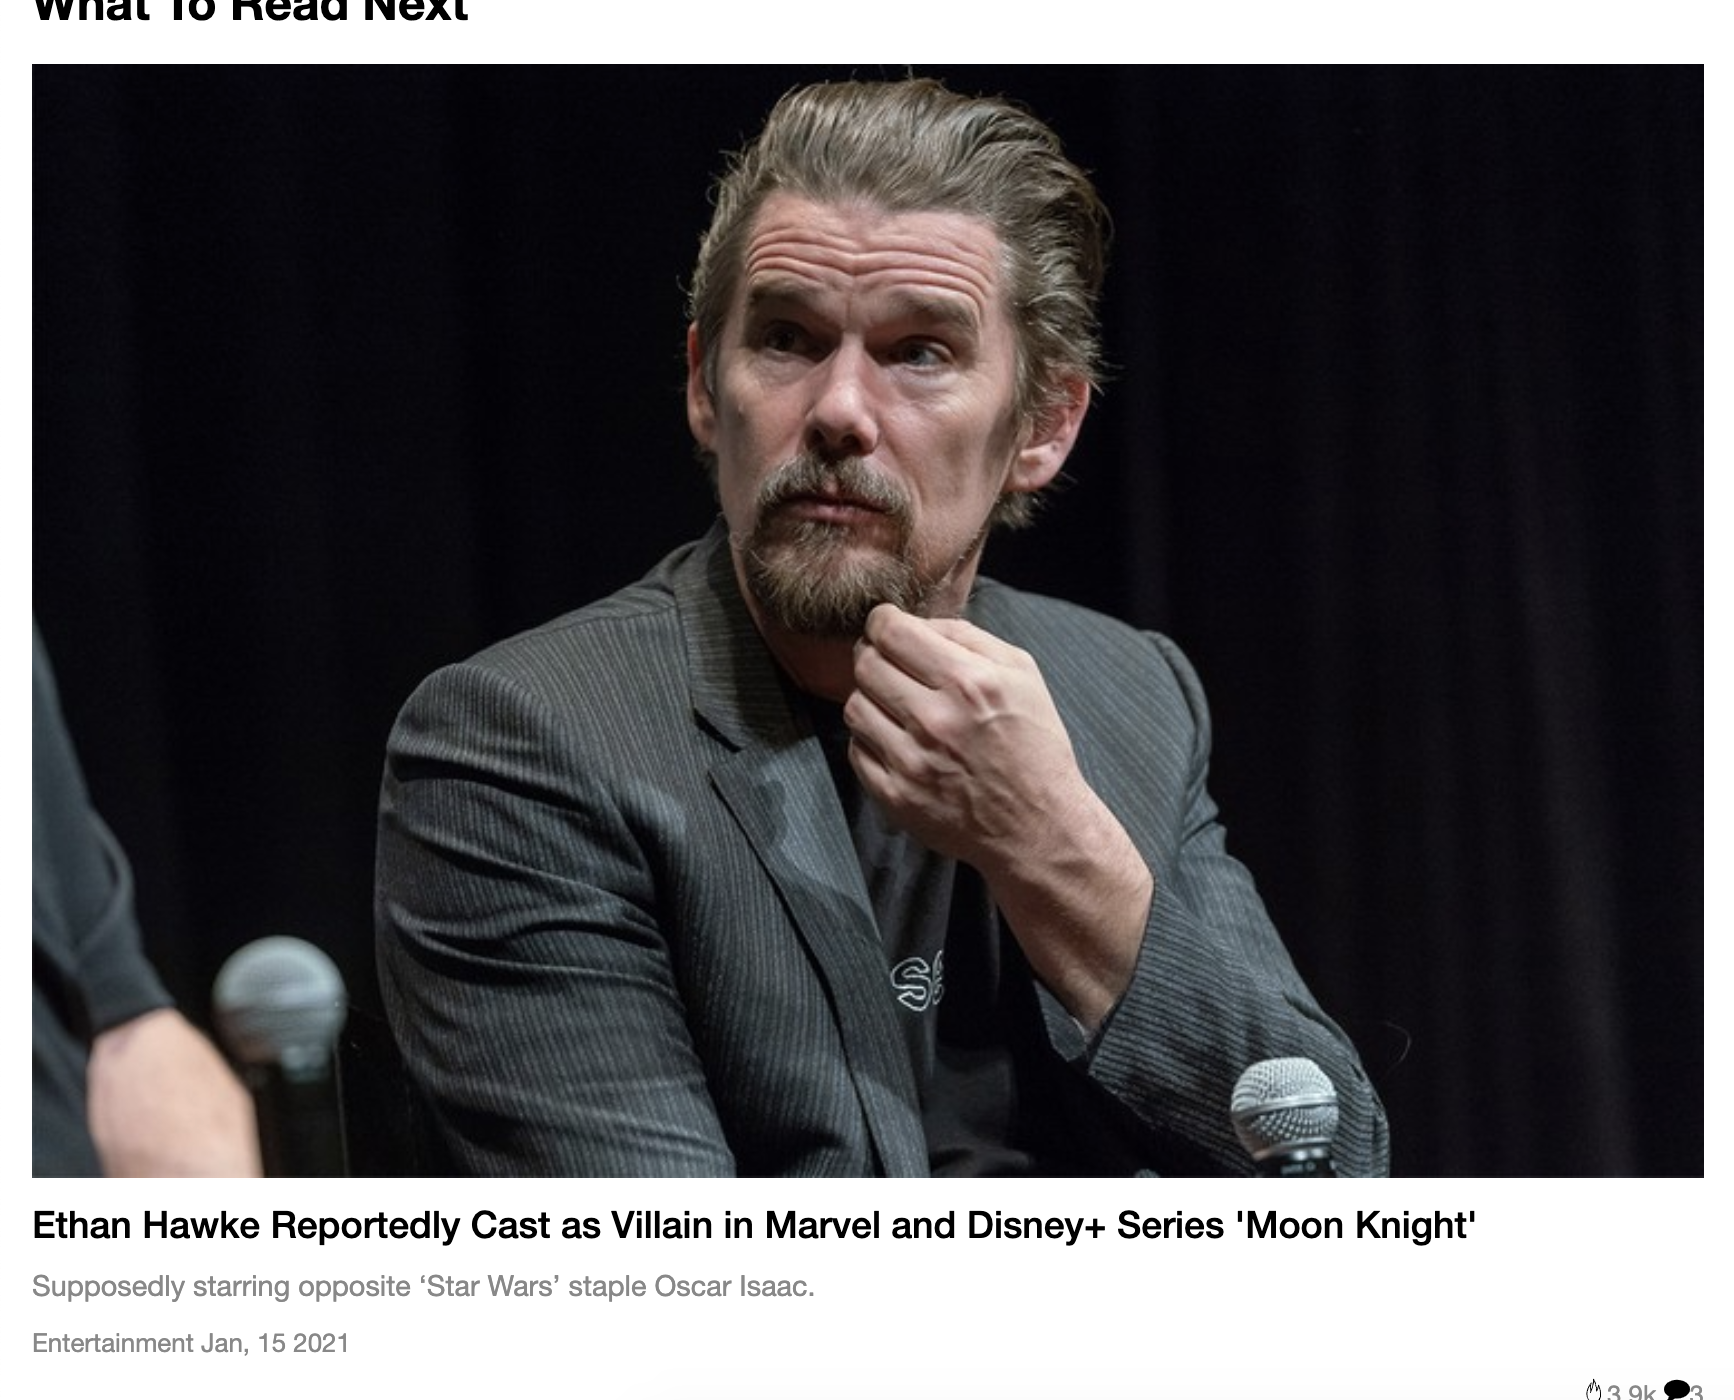 What To Read Next
Ethan Hawke Reportedly Cast as Villain in Marvel and Disney+ Series 'Moon Knight'
Supposedly starring opposite ‘Star Wars’ staple Oscar Isaac.
Entertainment Jan, 15 2021
3.9k 3